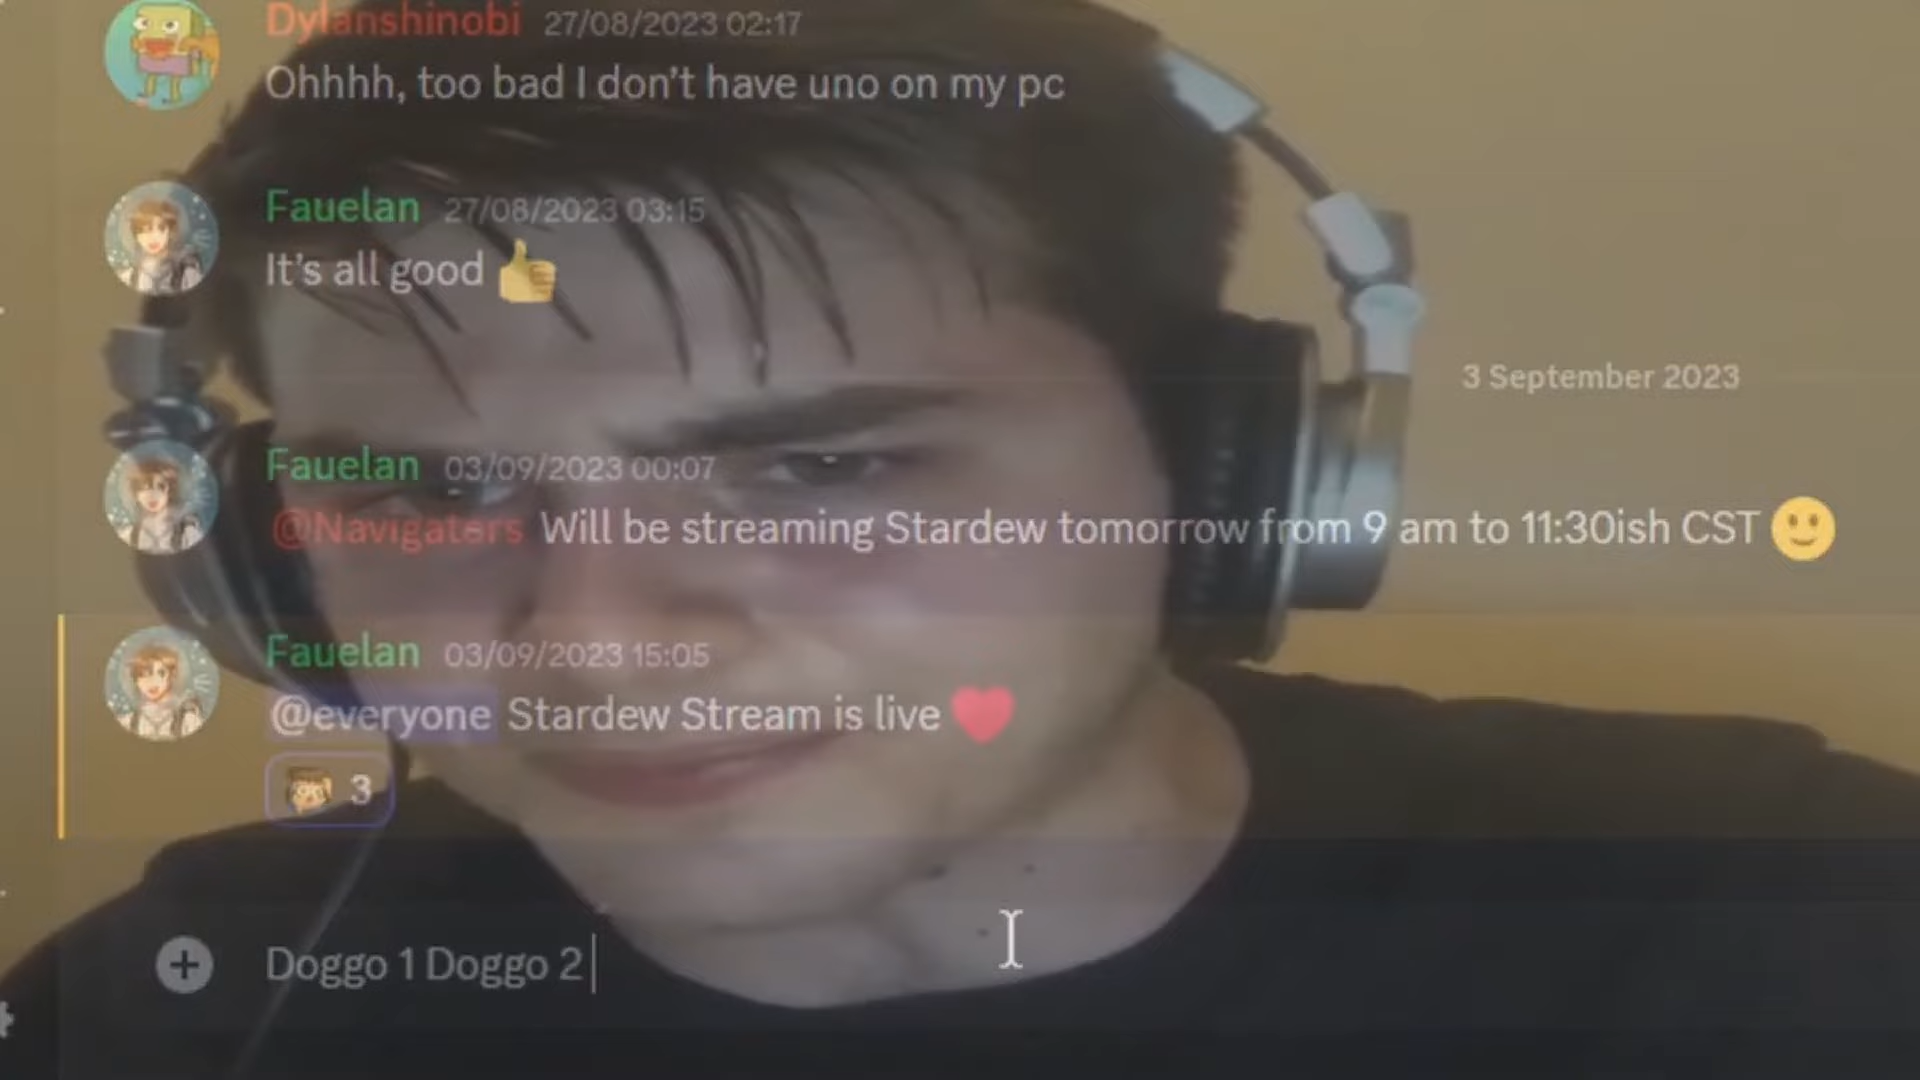 Dylanshinobi 27/08/2023 02:17
Ohhhh, too bad I don't have uno on my pc
Fauelan 27/08/2023 03:15
It's all good 👍
3 September 2023
Fauelan 03/09/2023 00:07
@Navigators Will be streaming Stardew tomorrow from 9 am to 11:30ish CST 🙂
Fauelan 03/09/2023 15:05
@everyone Stardew Stream is live ❤️
3
Doggo 1 Doggo 2